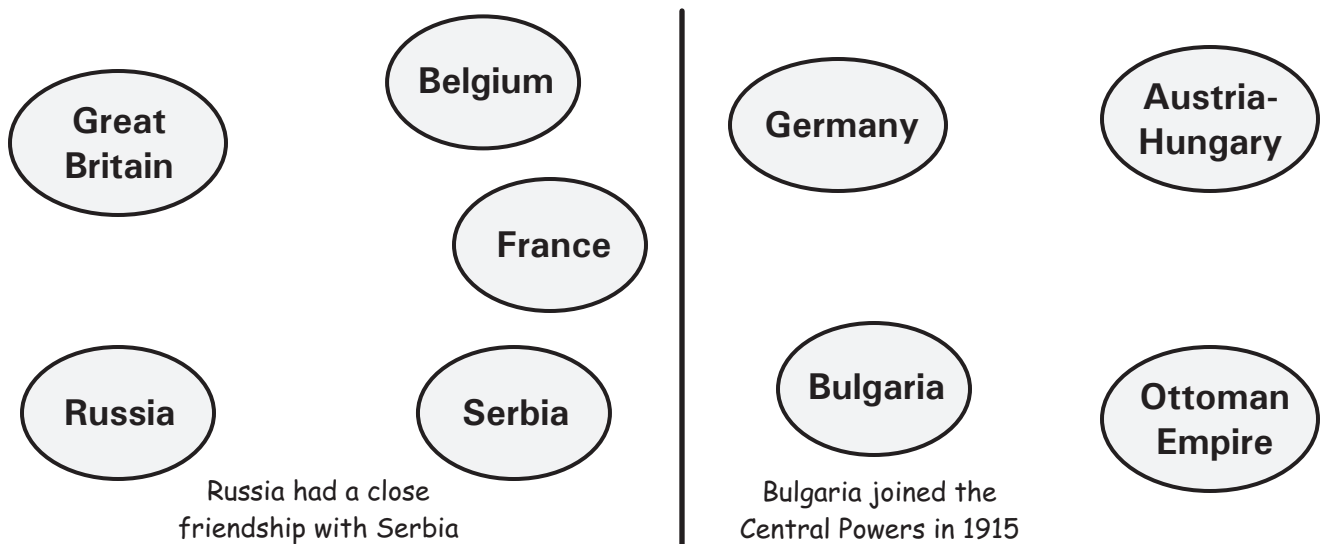 Great
Britain
Belgium
France
Russia
Serbia
Russia had a close
friendship with Serbia
Germany
Austria-
Hungary
Bulgaria
Ottoman
Empire
Bulgaria joined the
Central Powers in 1915